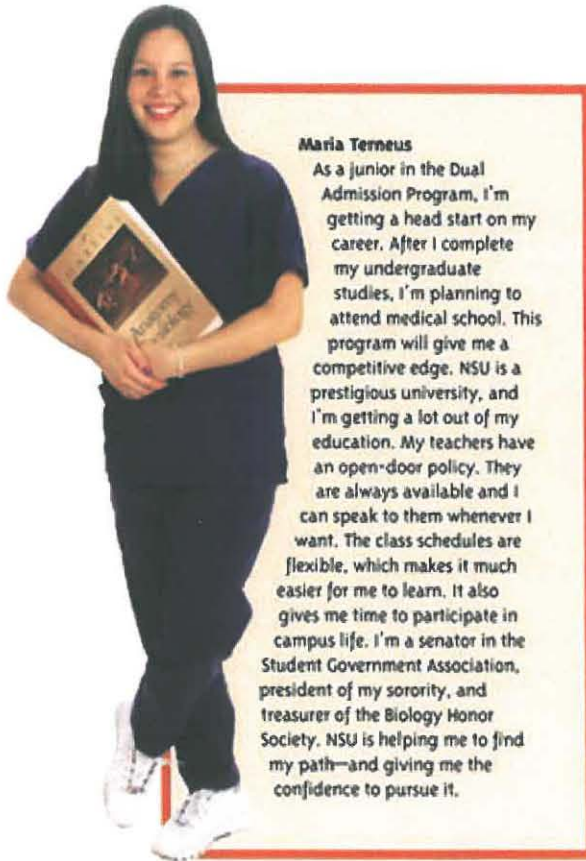 MARTINI
Anatomy
Physiology
Maria Terneus
As a junior in the Dual
Admission Program, I'm
getting a head start on my
career. After I complete
my undergraduate
studies, I'm planning to
attend medical school. This
program will give me a
competitive edge. NSU is a
prestigious university, and
I'm getting a lot out of my
education. My teachers have
an open-door policy. They
are always available and I
can speak to them whenever I
want. The class schedules are
flexible, which makes it much
easier for me to learn. It also
gives me time to participate in
campus life. I'm a senator in the
Student Government Association,
president of my sorority, and
treasurer of the Biology Honor
Society. NSU is helping me to find
my path—and giving me the
confidence to pursue it.